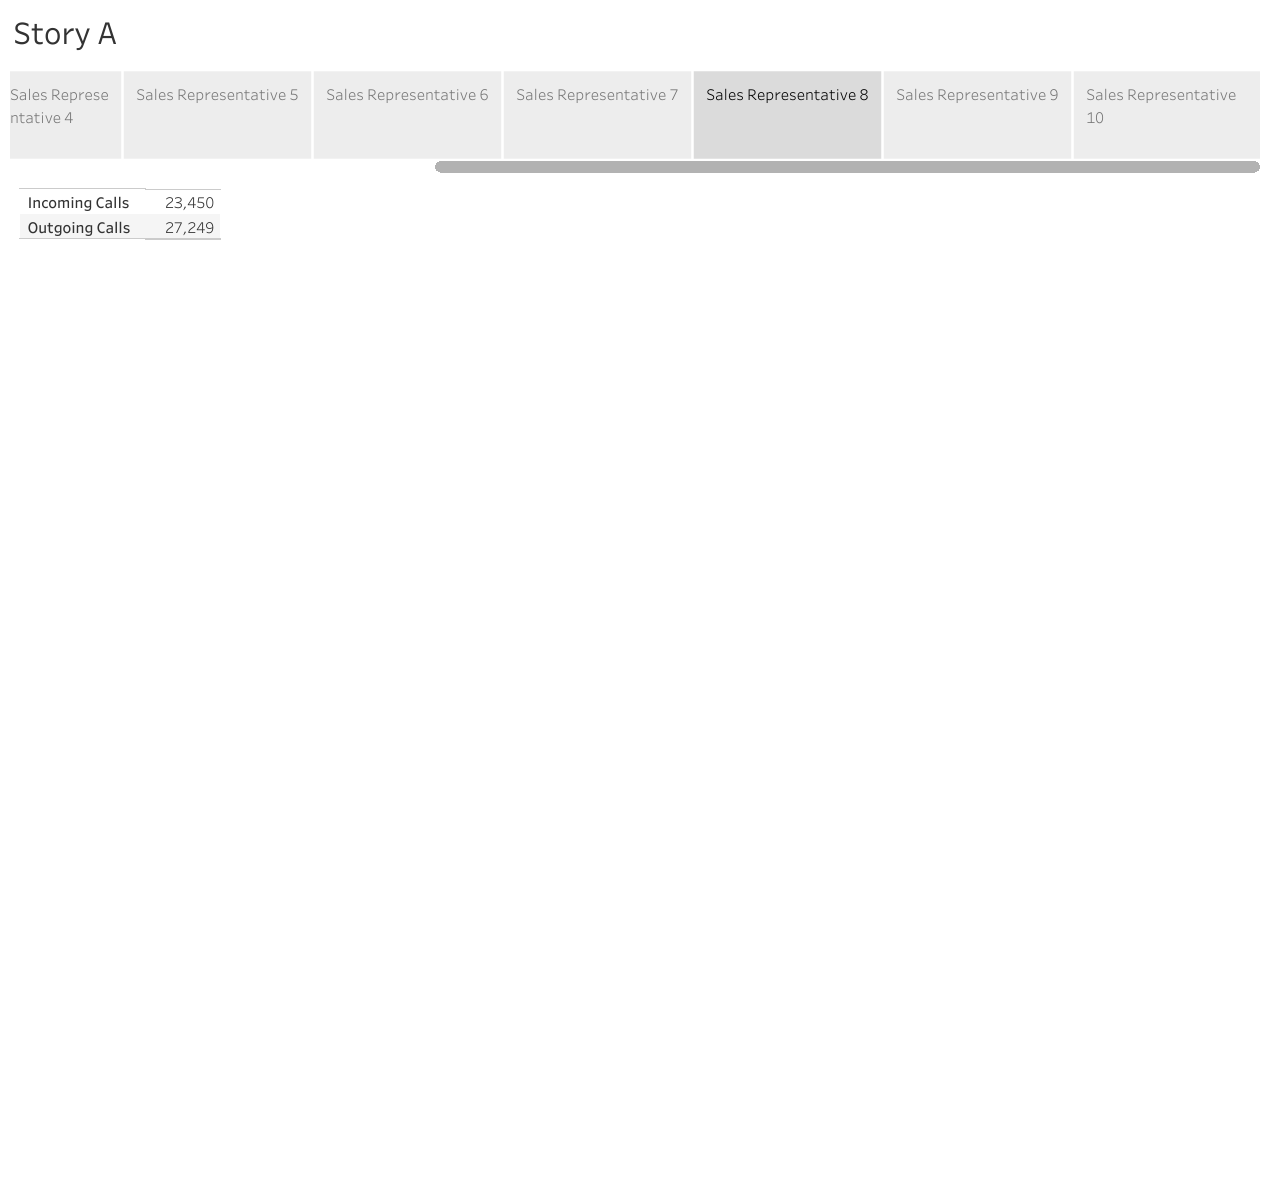 Story A
Sales Represe
ntative 4
Sales Representative 5
Sales Representative 6
Sales Representative 7
Sales Representative 8
Sales Representative 9
Sales Representative
10
Incoming Calls 23,450
Outgoing Calls 27,249